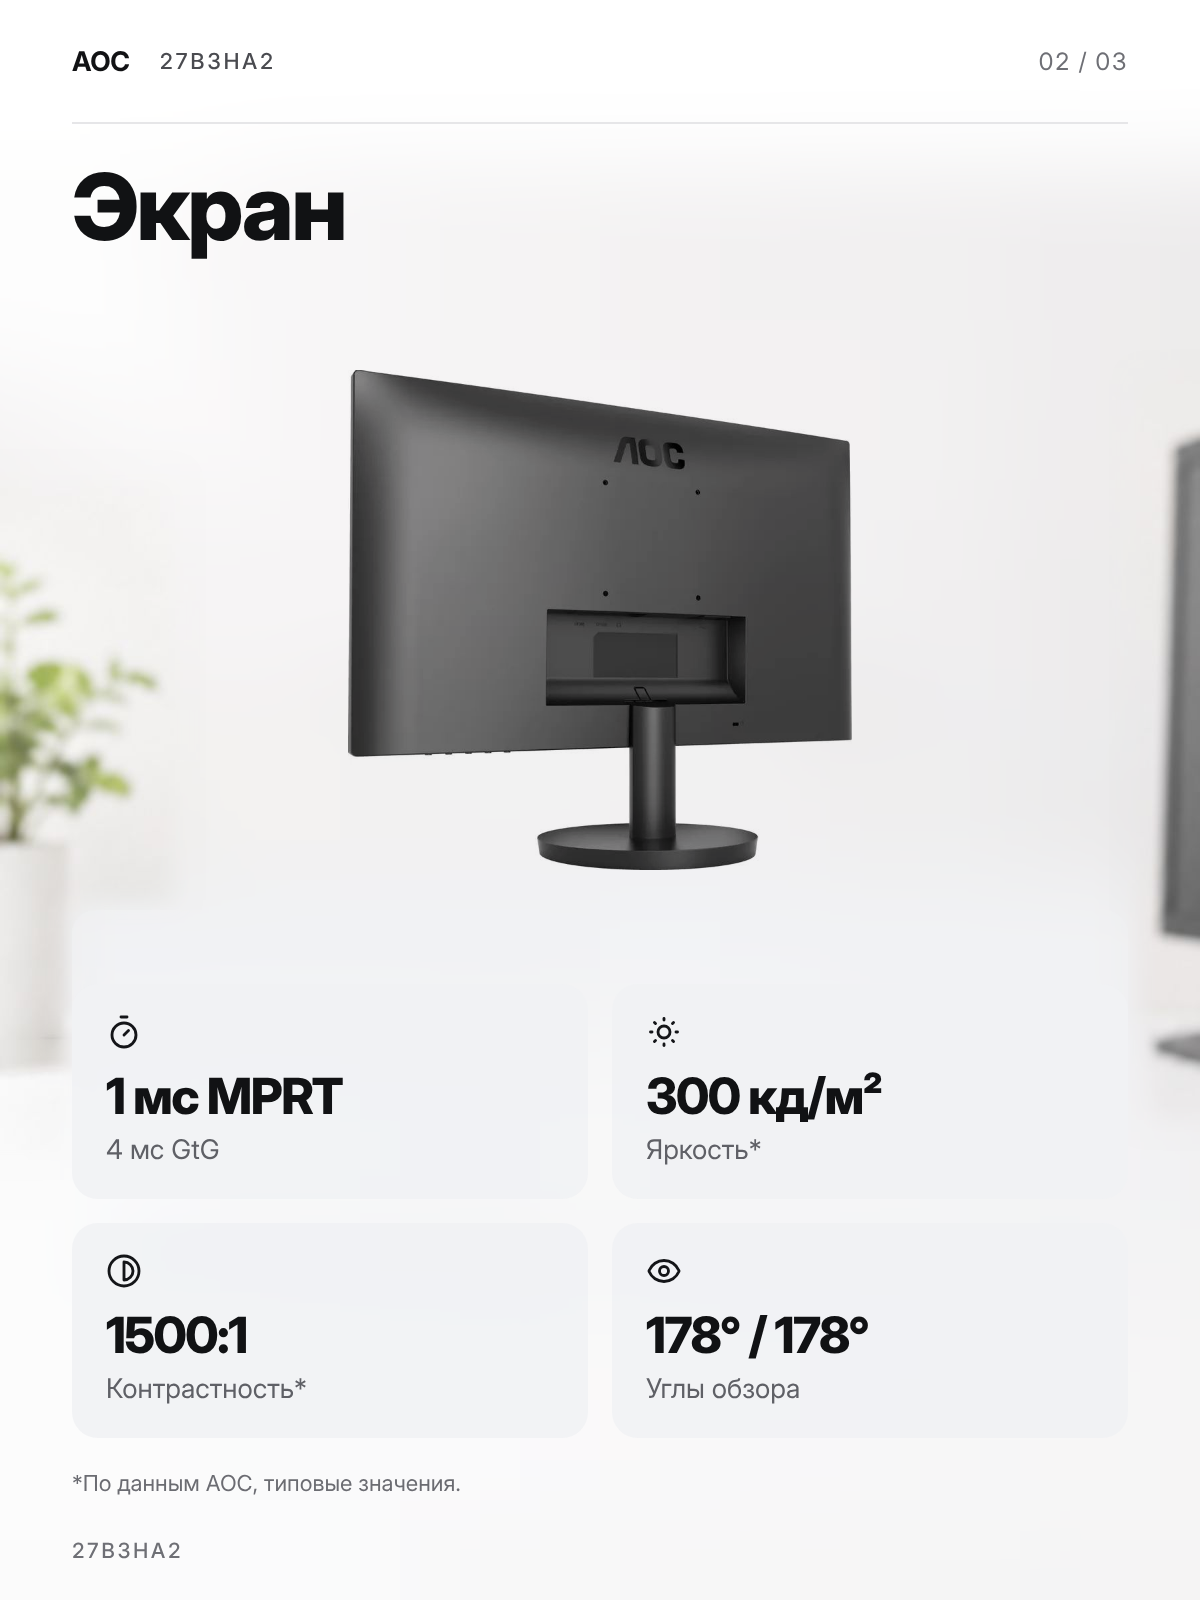 AOC 27B3HA2 02 / 03
Экран
AOC
1 мс MPRT
4 мс GtG
300 кд/м²
Яркость*
1500:1
Контрастность*
178° / 178°
Углы обзора
*По данным AOC, типовые значения.
27B3HA2